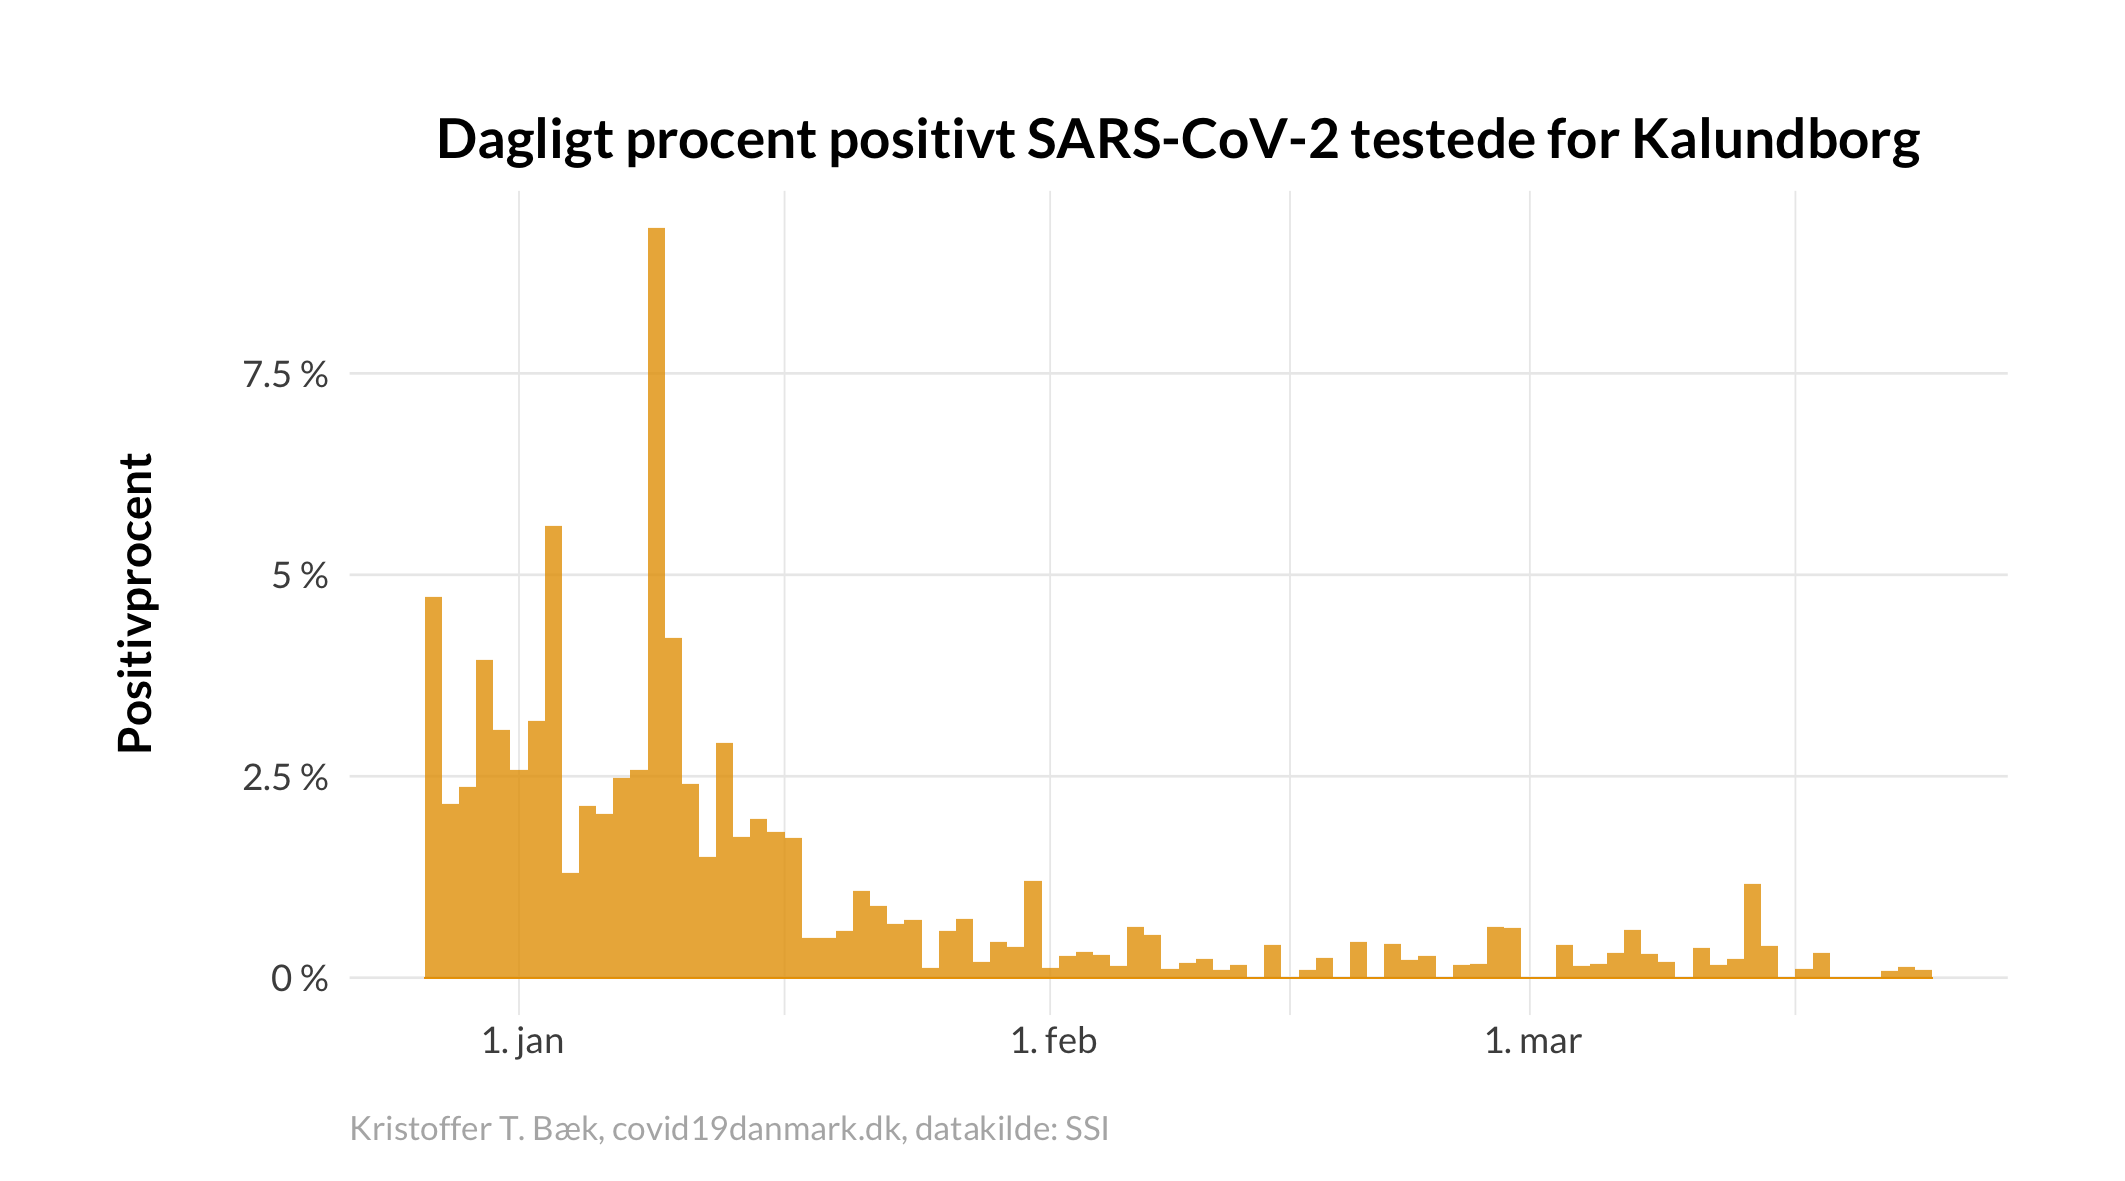 Dagligt procent positivt SARS-CoV-2 testede for Kalundborg
Positivprocent
7.5 %
5 %
2.5 %
0 %
1. jan
1. feb
1. mar
Kristoffer T. Bæk, covid19danmark.dk, datakilde: SSI